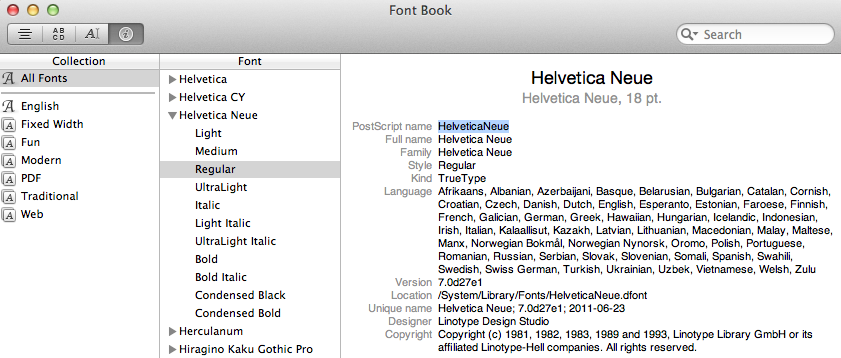 Font Book
ABCD
A
i
Search
Collection
Font
A All Fonts
A English
A Fixed Width
A Fun
A Modern
A PDF
A Traditional
A Web
Helvetica
Helvetica CY
Helvetica Neue
Light
Medium
Regular
UltraLight
Italic
Light Italic
UltraLight Italic
Bold
Bold Italic
Condensed Black
Condensed Bold
Herculanum
Hiragino Kaku Gothic Pro
Helvetica Neue
Helvetica Neue, 18 pt.
PostScript name HelveticaNeue
Full name Helvetica Neue
Family Helvetica Neue
Style Regular
Kind TrueType
Language Afrikaans, Albanian, Azerbaijani, Basque, Belarusian, Bulgarian, Catalan, Cornish,
Croatian, Czech, Danish, Dutch, English, Esperanto, Estonian, Faroese, Finnish,
French, Galician, German, Greek, Hawaiian, Hungarian, Icelandic, Indonesian,
Irish, Italian, Kalaallisut, Kazakh, Latvian, Lithuanian, Macedonian, Malay, Maltese,
Manx, Norwegian Bokmål, Norwegian Nynorsk, Oromo, Polish, Portuguese,
Romanian, Russian, Serbian, Slovak, Slovenian, Somali, Spanish, Swahili,
Swedish, Swiss German, Turkish, Ukrainian, Uzbek, Vietnamese, Welsh, Zulu
Version 7.0d27e1
Location /System/Library/Fonts/HelveticaNeue.dfont
Unique name Helvetica Neue; 7.0d27e1; 2011-06-23
Designer Linotype Design Studio
Copyright Copyright (c) 1981, 1982, 1983, 1989 and 1993, Linotype Library GmbH or its
affiliated Linotype-Hell companies. All rights reserved.